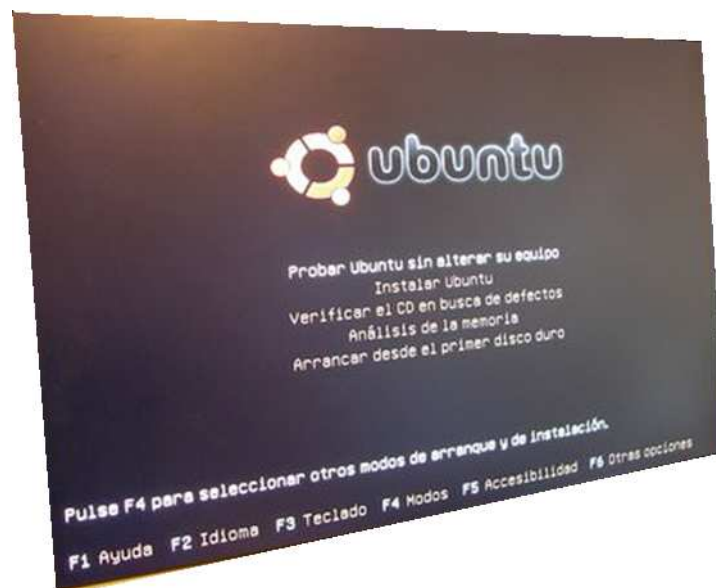 ubuntu
Probar Ubuntu sin alterar su equipo
Instalar Ubuntu
Verificar el CD en busca de defectos
Análisis de la memoria
Arrancar desde el primer disco duro
Pulse F4 para seleccionar otros modos de arranque y de instalación.
F1 Ayuda F2 Idioma F3 Teclado F4 Modos F5 Accesibilidad F6 Otras opciones